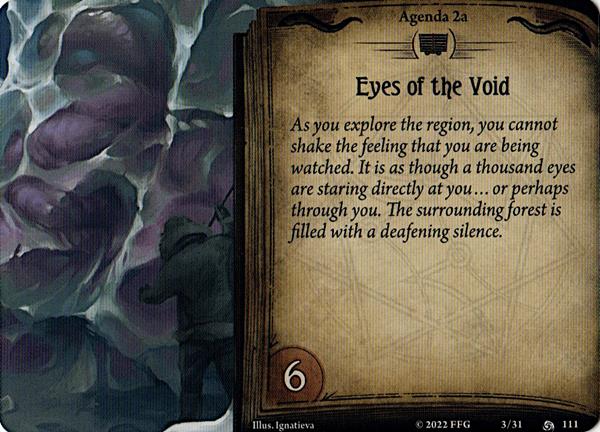 Agenda 2a
Eyes of the Void
As you explore the region, you cannot
shake the feeling that you are being
watched. It is as though a thousand eyes
are staring directly at you… or perhaps
through you. The surrounding forest is
filled with a deafening silence.
6
Illus. Ignatieva © 2022 FFG 3/31 111